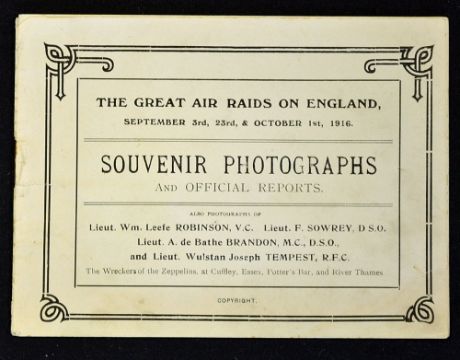 THE GREAT AIR RAIDS ON ENGLAND,
SEPTEMBER 3rd, 23rd, & OCTOBER 1st, 1916.
SOUVENIR PHOTOGRAPHS
AND OFFICIAL REPORTS.
ALSO PHOTOGRAPHS OF
Lieut. Wm. Leefe ROBINSON, V.C. Lieut. F. SOWREY, D S.O.
Lieut. A. de Bathe BRANDON, M.C., D.S.O.,
and Lieut. Wulstan Joseph TEMPEST, R.F.C.
The Wreckers of the Zeppelins, at Cuffley, Essex, Potter's Bar, and River Thames
COPYRIGHT.